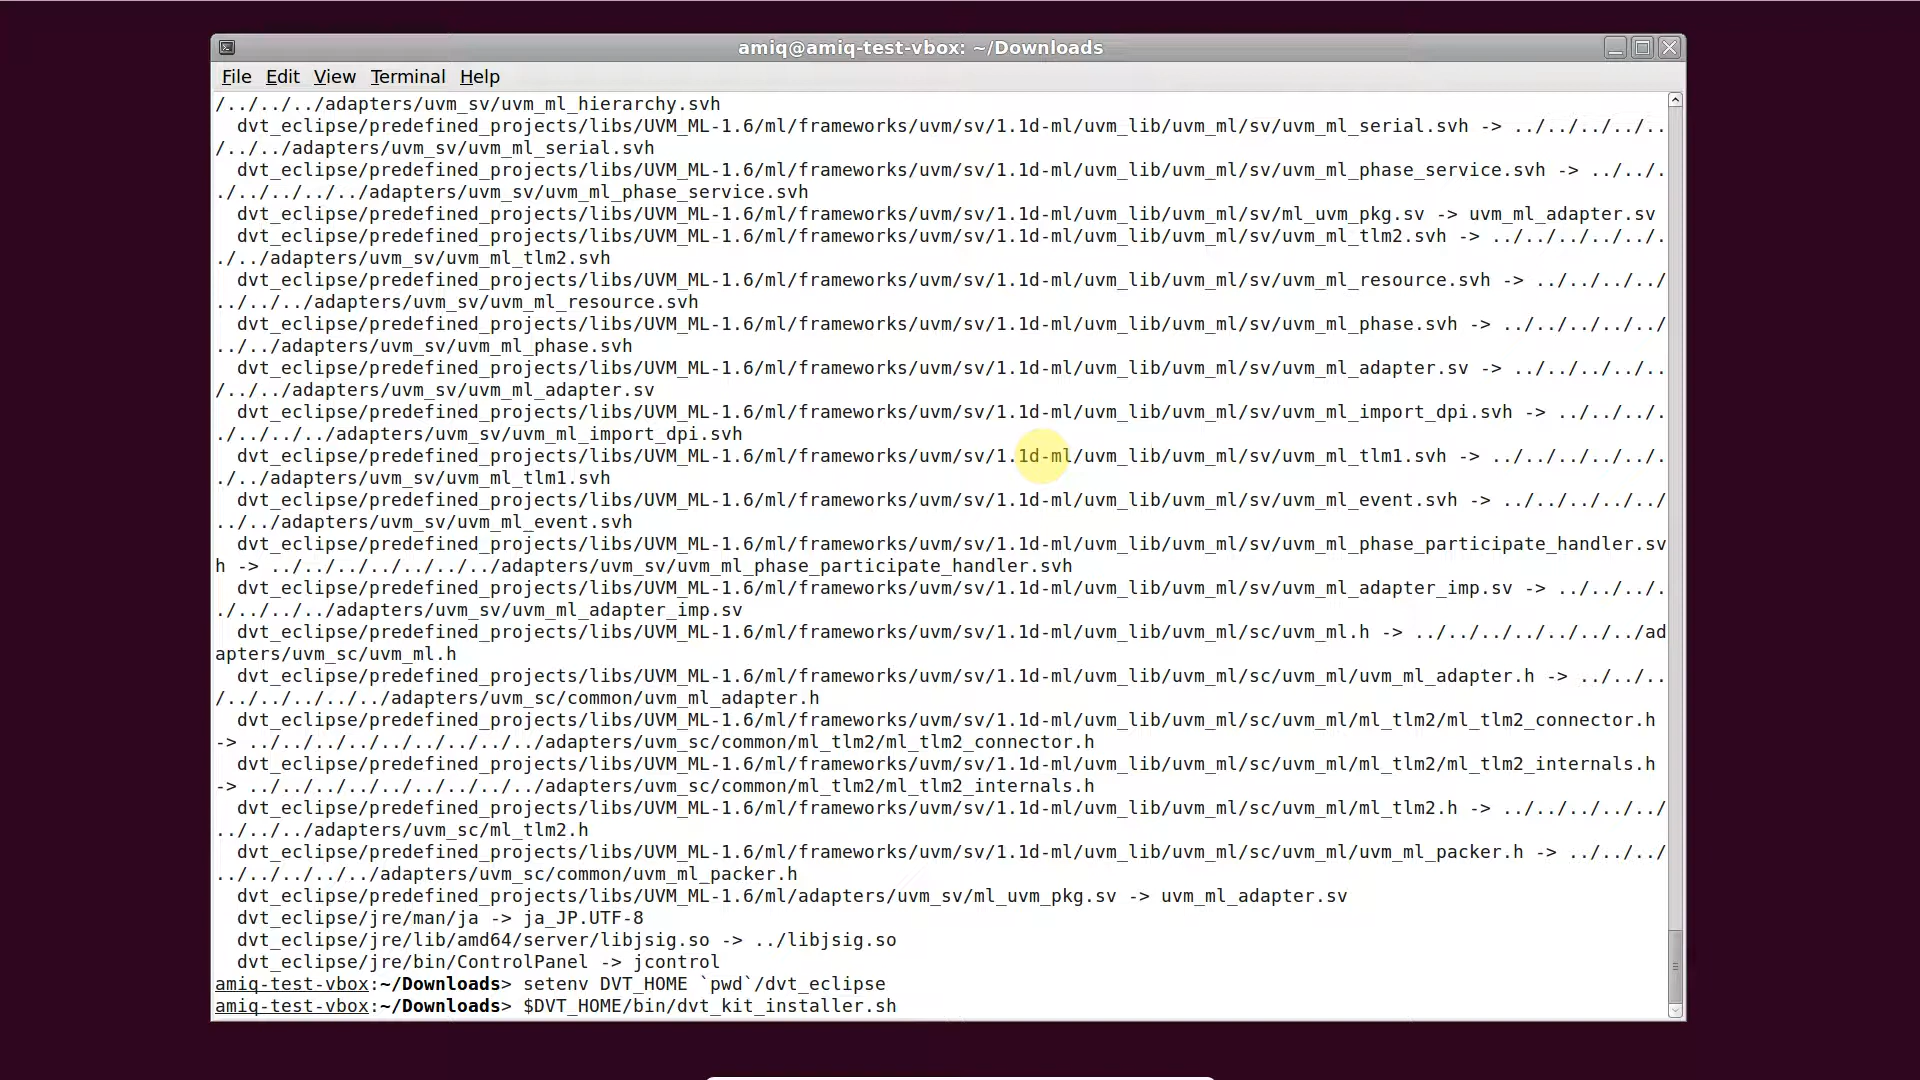 amiq@amiq-test-vbox: ~/Downloads
File Edit View Terminal Help
/../../../adapters/uvm_sv/uvm_ml_hierarchy.svh
  dvt_eclipse/predefined_projects/libs/UVM_ML-1.6/ml/frameworks/uvm/sv/1.1d-ml/uvm_lib/uvm_ml/sv/uvm_ml_serial.svh -> ../../../../..
/../../adapters/uvm_sv/uvm_ml_serial.svh
  dvt_eclipse/predefined_projects/libs/UVM_ML-1.6/ml/frameworks/uvm/sv/1.1d-ml/uvm_lib/uvm_ml/sv/uvm_ml_phase_service.svh -> ../../.
./../../../../../adapters/uvm_sv/uvm_ml_phase_service.svh
  dvt_eclipse/predefined_projects/libs/UVM_ML-1.6/ml/frameworks/uvm/sv/1.1d-ml/uvm_lib/uvm_ml/sv/ml_uvm_pkg.sv -> uvm_ml_adapter.sv
  dvt_eclipse/predefined_projects/libs/UVM_ML-1.6/ml/frameworks/uvm/sv/1.1d-ml/uvm_lib/uvm_ml/sv/uvm_ml_tlm2.svh -> ../../../../../.
./../adapters/uvm_sv/uvm_ml_tlm2.svh
  dvt_eclipse/predefined_projects/libs/UVM_ML-1.6/ml/frameworks/uvm/sv/1.1d-ml/uvm_lib/uvm_ml/sv/uvm_ml_resource.svh -> ../../../../
../../../adapters/uvm_sv/uvm_ml_resource.svh
  dvt_eclipse/predefined_projects/libs/UVM_ML-1.6/ml/frameworks/uvm/sv/1.1d-ml/uvm_lib/uvm_ml/sv/uvm_ml_phase.svh -> ../../../../../
../../adapters/uvm_sv/uvm_ml_phase.svh
  dvt_eclipse/predefined_projects/libs/UVM_ML-1.6/ml/frameworks/uvm/sv/1.1d-ml/uvm_lib/uvm_ml/sv/uvm_ml_adapter.sv -> ../../../../..
/../../adapters/uvm_sv/uvm_ml_adapter.sv
  dvt_eclipse/predefined_projects/libs/UVM_ML-1.6/ml/frameworks/uvm/sv/1.1d-ml/uvm_lib/uvm_ml/sv/uvm_ml_import_dpi.svh -> ../../../.
./../../../adapters/uvm_sv/uvm_ml_import_dpi.svh
  dvt_eclipse/predefined_projects/libs/UVM_ML-1.6/ml/frameworks/uvm/sv/1.1d-ml/uvm_lib/uvm_ml/sv/uvm_ml_tlm1.svh -> ../../../../../.
./../adapters/uvm_sv/uvm_ml_tlm1.svh
  dvt_eclipse/predefined_projects/libs/UVM_ML-1.6/ml/frameworks/uvm/sv/1.1d-ml/uvm_lib/uvm_ml/sv/uvm_ml_event.svh -> ../../../../../
../../adapters/uvm_sv/uvm_ml_event.svh
  dvt_eclipse/predefined_projects/libs/UVM_ML-1.6/ml/frameworks/uvm/sv/1.1d-ml/uvm_lib/uvm_ml/sv/uvm_ml_phase_participate_handler.sv
h -> ../../../../../../../adapters/uvm_sv/uvm_ml_phase_participate_handler.svh
  dvt_eclipse/predefined_projects/libs/UVM_ML-1.6/ml/frameworks/uvm/sv/1.1d-ml/uvm_lib/uvm_ml/sv/uvm_ml_adapter_imp.sv -> ../../../.
./../../../adapters/uvm_sv/uvm_ml_adapter_imp.sv
  dvt_eclipse/predefined_projects/libs/UVM_ML-1.6/ml/frameworks/uvm/sv/1.1d-ml/uvm_lib/uvm_ml/sc/uvm_ml.h -> ../../../../../../../ad
apters/uvm_sc/uvm_ml.h
  dvt_eclipse/predefined_projects/libs/UVM_ML-1.6/ml/frameworks/uvm/sv/1.1d-ml/uvm_lib/uvm_ml/sc/uvm_ml/uvm_ml_adapter.h -> ../../..
/../../../../../adapters/uvm_sc/common/uvm_ml_adapter.h
  dvt_eclipse/predefined_projects/libs/UVM_ML-1.6/ml/frameworks/uvm/sv/1.1d-ml/uvm_lib/uvm_ml/sc/uvm_ml/ml_tlm2/ml_tlm2_connector.h
-> ../../../../../../../../../adapters/uvm_sc/common/ml_tlm2/ml_tlm2_connector.h
  dvt_eclipse/predefined_projects/libs/UVM_ML-1.6/ml/frameworks/uvm/sv/1.1d-ml/uvm_lib/uvm_ml/sc/uvm_ml/ml_tlm2/ml_tlm2_internals.h
-> ../../../../../../../../../adapters/uvm_sc/common/ml_tlm2/ml_tlm2_internals.h
  dvt_eclipse/predefined_projects/libs/UVM_ML-1.6/ml/frameworks/uvm/sv/1.1d-ml/uvm_lib/uvm_ml/sc/uvm_ml/ml_tlm2.h -> ../../../../../
../../../adapters/uvm_sc/ml_tlm2.h
  dvt_eclipse/predefined_projects/libs/UVM_ML-1.6/ml/frameworks/uvm/sv/1.1d-ml/uvm_lib/uvm_ml/sc/uvm_ml/uvm_ml_packer.h -> ../../../
../../../../../adapters/uvm_sc/common/uvm_ml_packer.h
  dvt_eclipse/predefined_projects/libs/UVM_ML-1.6/ml/adapters/uvm_sv/ml_uvm_pkg.sv -> uvm_ml_adapter.sv
  dvt_eclipse/jre/man/ja -> ja_JP.UTF-8
  dvt_eclipse/jre/lib/amd64/server/libjsig.so -> ../libjsig.so
  dvt_eclipse/jre/bin/ControlPanel -> jcontrol
amiq-test-vbox:~/Downloads> setenv DVT_HOME `pwd`/dvt_eclipse
amiq-test-vbox:~/Downloads> $DVT_HOME/bin/dvt_kit_installer.sh